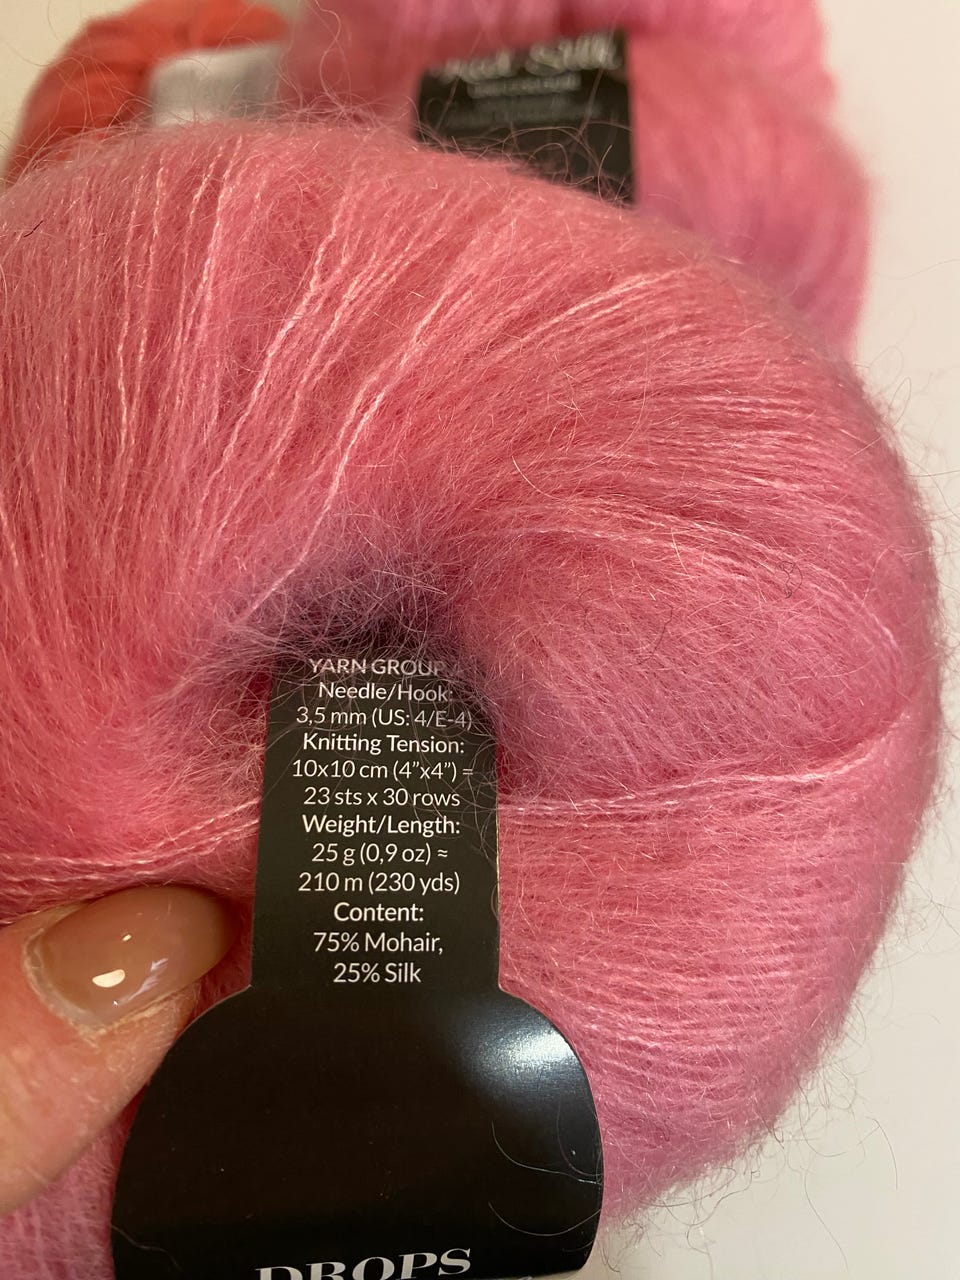 Silk
YARN GROUP A
Needle/Hook:
3,5 mm (US: 4/E-4)
Knitting Tension:
10x10 cm (4”x4”) =
23 sts x 30 rows
Weight/Length:
25 g (0,9 oz) ≈
210 m (230 yds)
Content:
75% Mohair,
25% Silk
DROPS